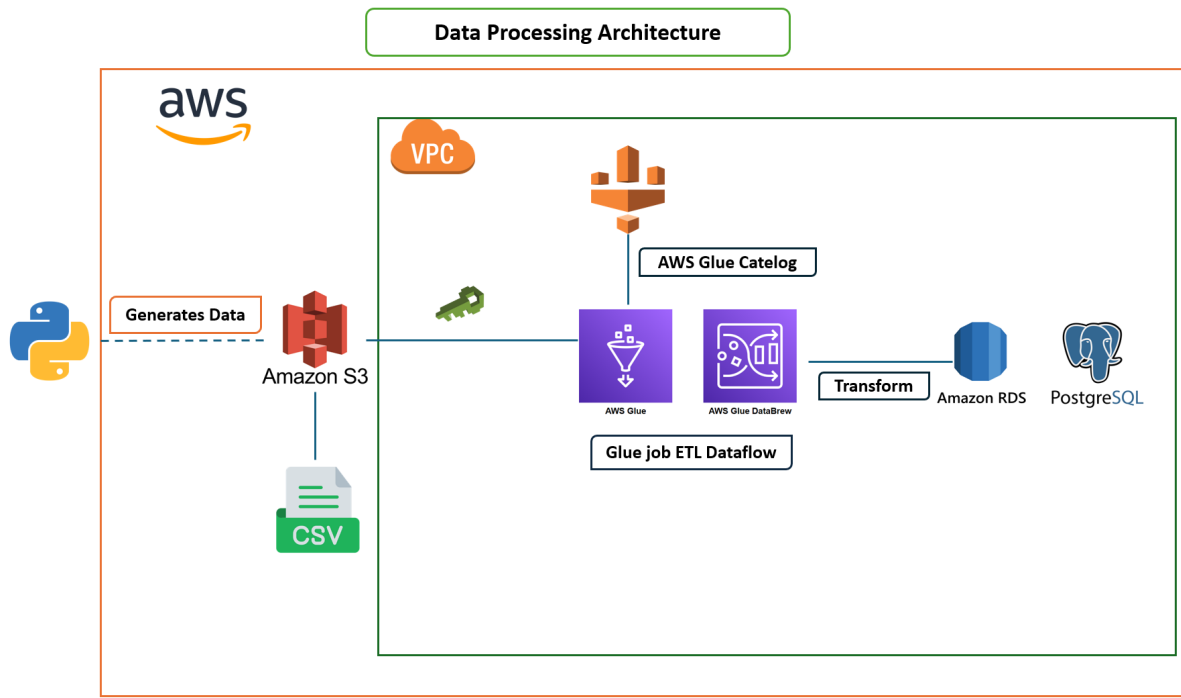 Data Processing Architecture
aws
VPC
AWS Glue Catelog
Generates Data
Amazon S3
AWS Glue
AWS Glue DataBrew
Transform
Amazon RDS
PostgreSQL
Glue job ETL Dataflow
CSV